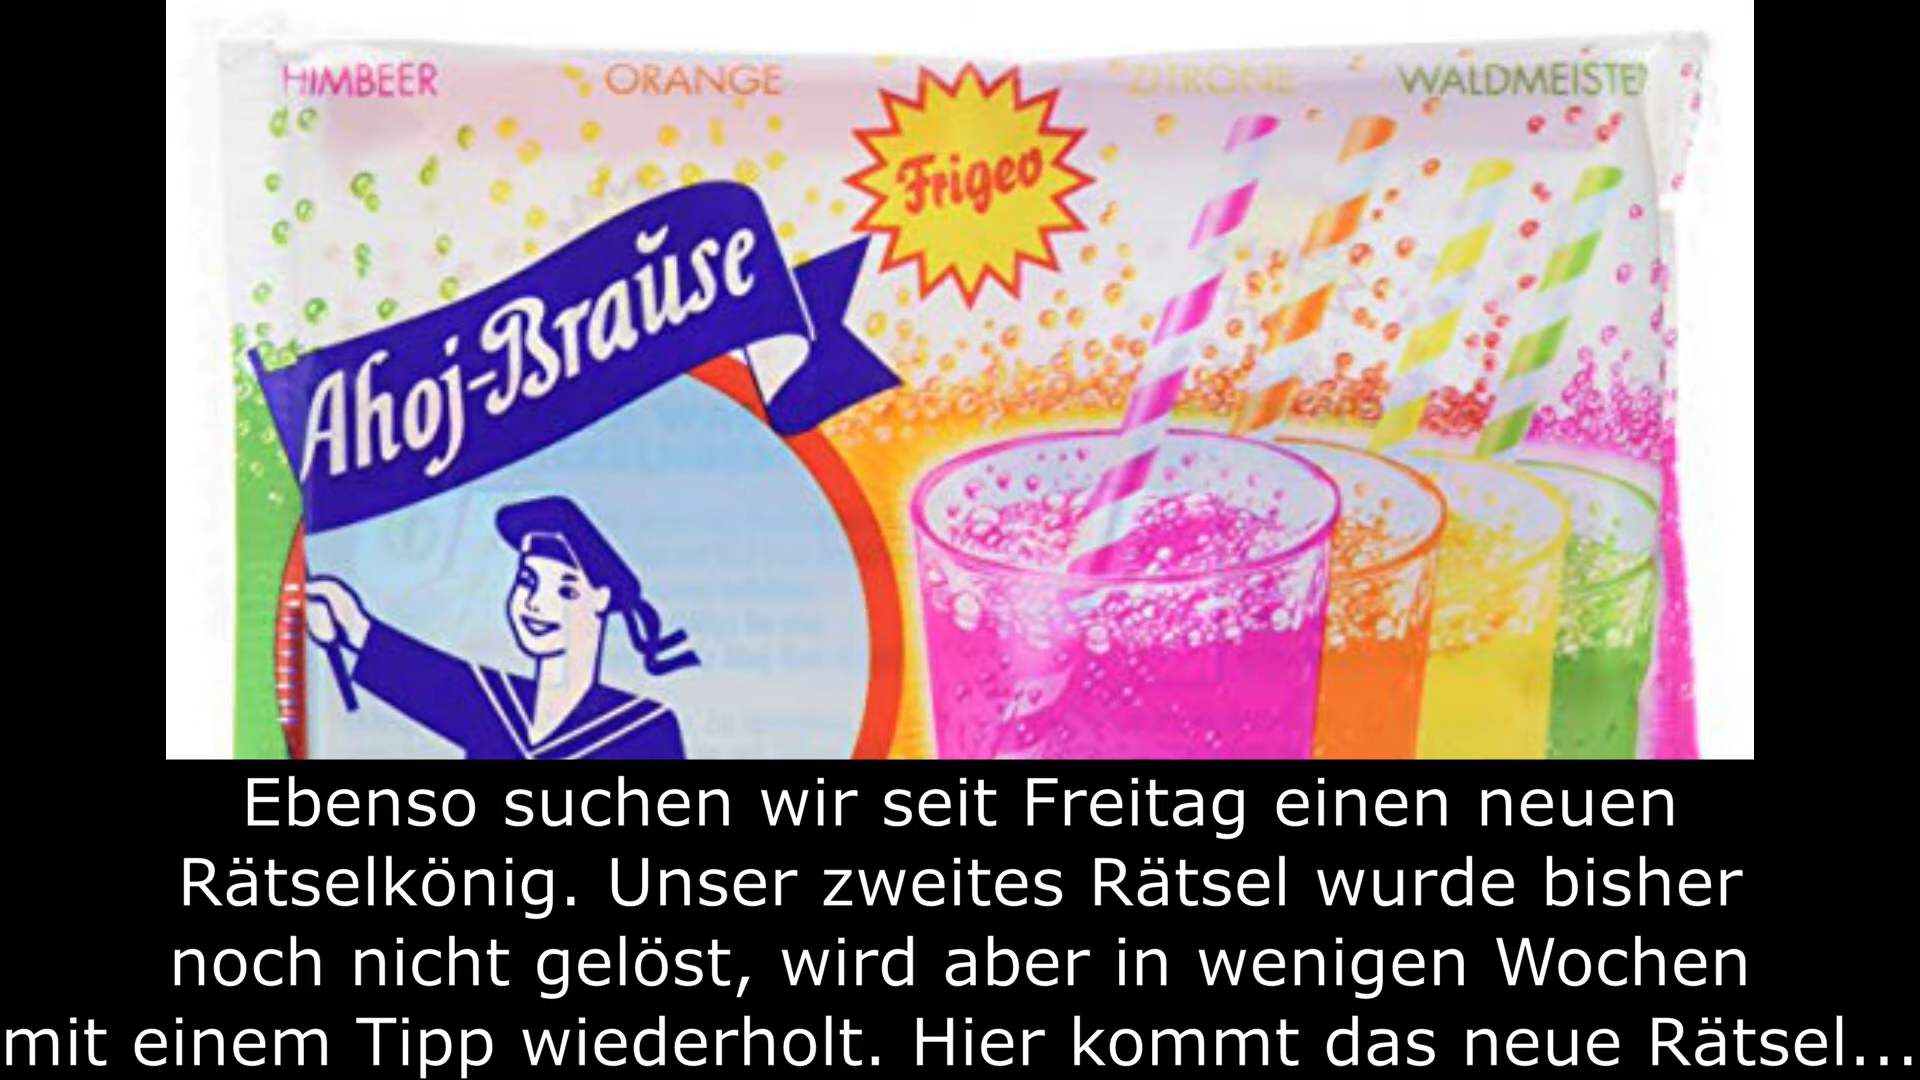 HIMBEER ORANGE ZITRONE WALDMEISTER
Frigeo
Ahoj-Brause
Ebenso suchen wir seit Freitag einen neuen
Rätselkönig. Unser zweites Rätsel wurde bisher
noch nicht gelöst, wird aber in wenigen Wochen
mit einem Tipp wiederholt. Hier kommt das neue Rätsel...